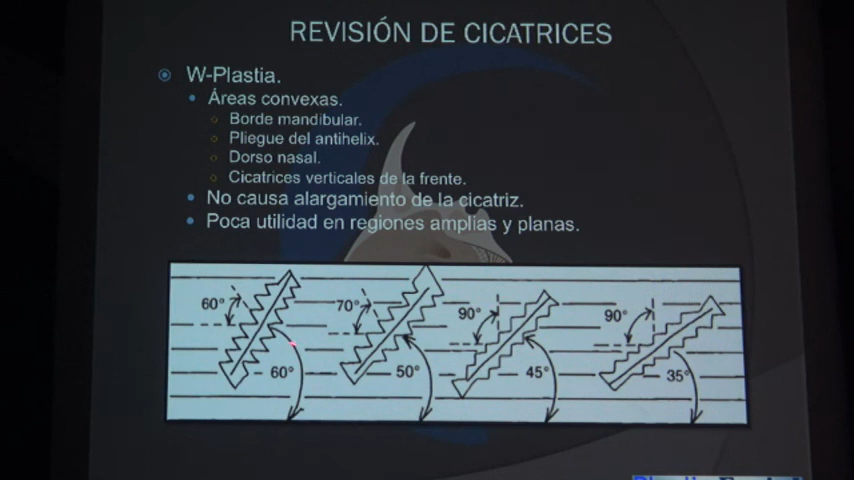 REVISIÓN DE CICATRICES
W-Plastia.
Áreas convexas.
Borde mandibular.
Pliegue del antihelix.
Dorso nasal.
Cicatrices verticales de la frente.
No causa alargamiento de la cicatriz.
Poca utilidad en regiones amplias y planas.
60° 70° 90° 90°
60° 50° 45° 35°